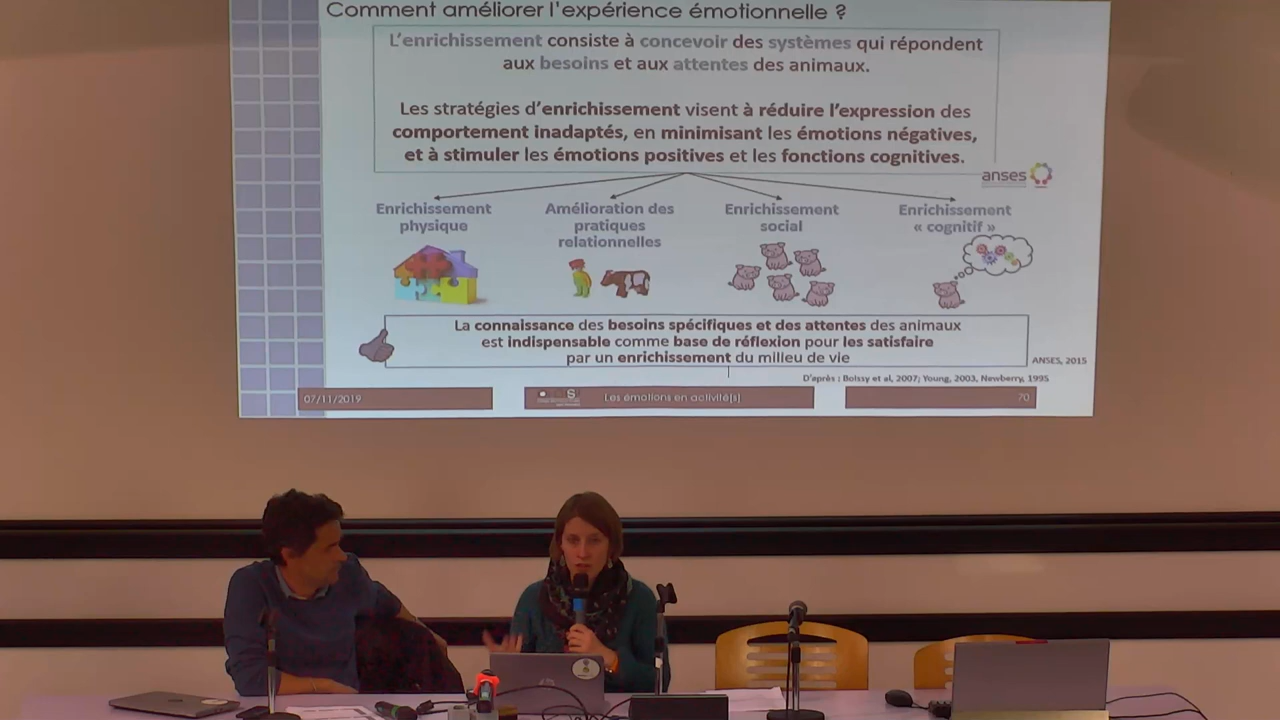 Comment améliorer l'expérience émotionnelle ?
L'enrichissement consiste à concevoir des systèmes qui répondent
aux besoins et aux attentes des animaux.
Les stratégies d'enrichissement visent à réduire l'expression des
comportement inadaptés, en minimisant les émotions négatives,
et à stimuler les émotions positives et les fonctions cognitives.
anses
Enrichissement
physique
Amélioration des
pratiques
relationnelles
Enrichissement
social
Enrichissement
« cognitif »
La connaissance des besoins spécifiques et des attentes des animaux
est indispensable comme base de réflexion pour les satisfaire
par un enrichissement du milieu de vie
ANSES, 2015
D'après : Boissy et al, 2007; Young, 2003, Newberry, 1995
07/11/2019
Les émotions en activité[s]
70